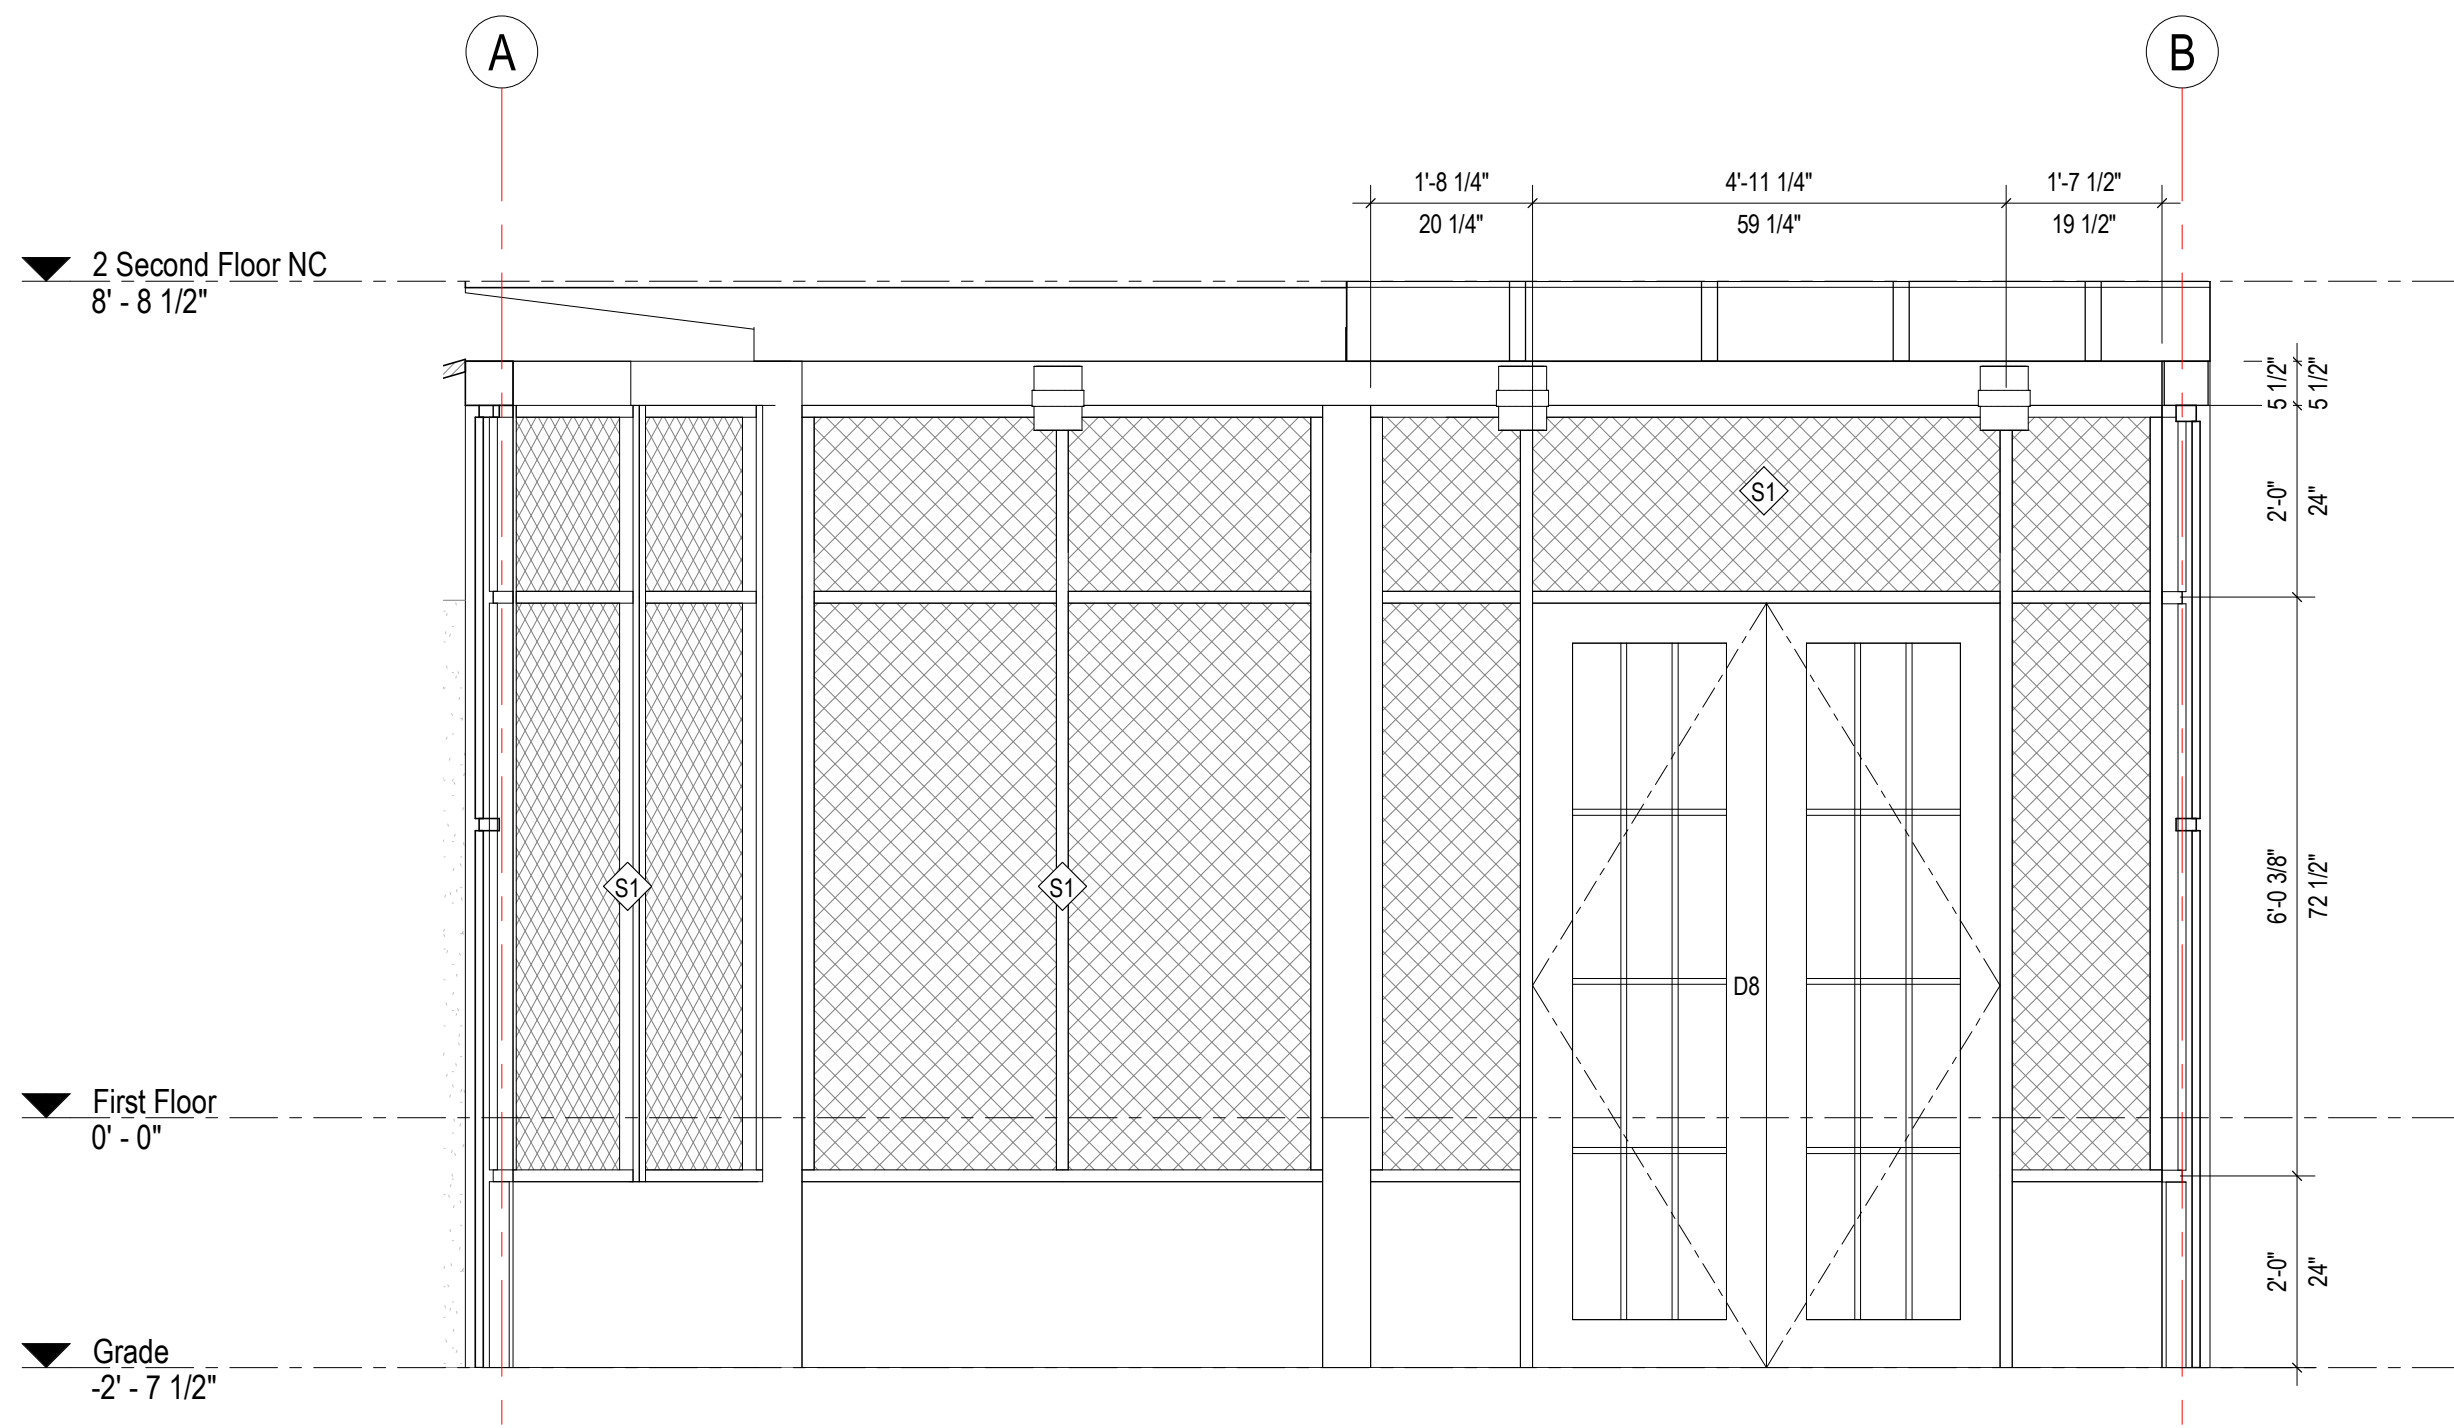 A
B
1'-8 1/4"
4'-11 1/4"
1'-7 1/2"
20 1/4"
59 1/4"
19 1/2"
2 Second Floor NC
8' - 8 1/2"
5 1/2"
5 1/2"
S1
2'-0"
24"
S1
S1
6'-0 3/8"
72 1/2"
D8
First Floor
0' - 0"
2'-0"
24"
Grade
-2' - 7 1/2"